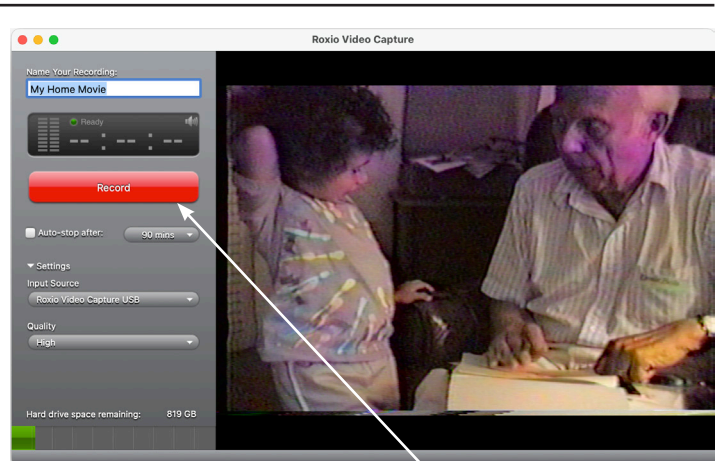 Roxio Video Capture
Name Your Recording:
My Home Movie
Ready
-- : -- : --
Record
Auto-stop after: 90 mins
Settings
Input Source
Roxio Video Capture USB
Quality
High
Hard drive space remaining: 819 GB